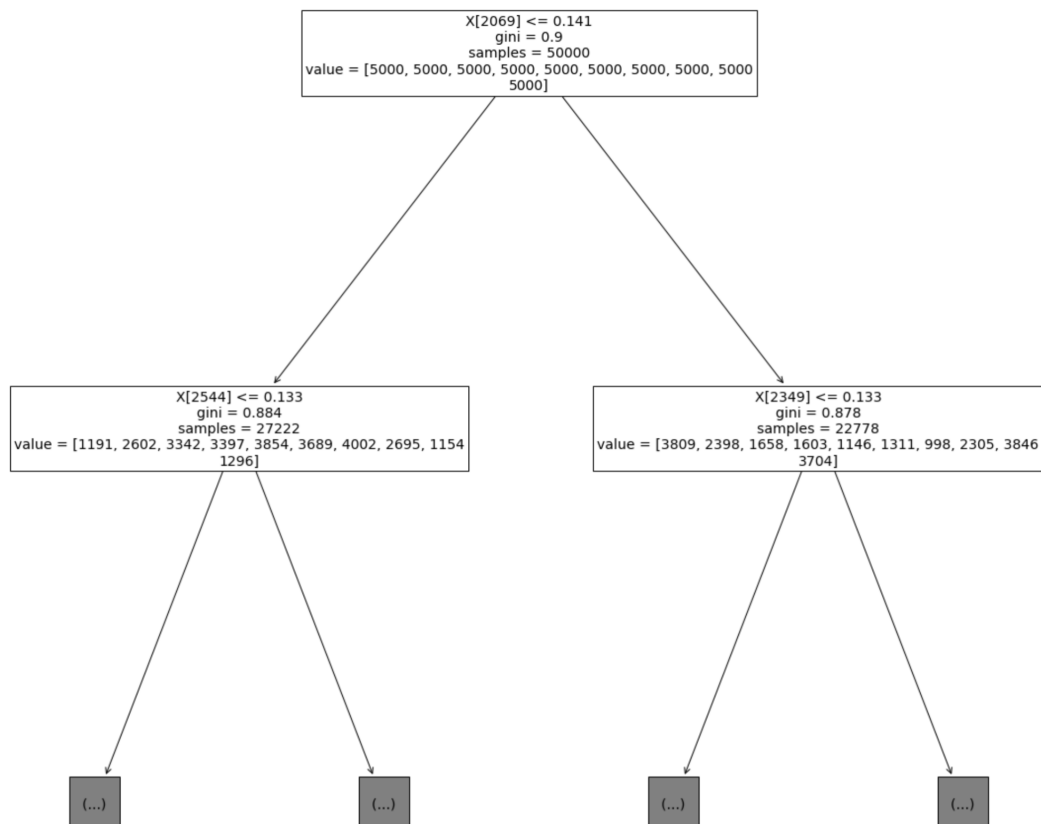 X[2069] <= 0.141
gini = 0.9
samples = 50000
value = [5000, 5000, 5000, 5000, 5000, 5000, 5000, 5000, 5000
5000]
X[2544] <= 0.133
gini = 0.884
samples = 27222
value = [1191, 2602, 3342, 3397, 3854, 3689, 4002, 2695, 1154
1296]
X[2349] <= 0.133
gini = 0.878
samples = 22778
value = [3809, 2398, 1658, 1603, 1146, 1311, 998, 2305, 3846
3704]
(...)
(...)
(...)
(...)